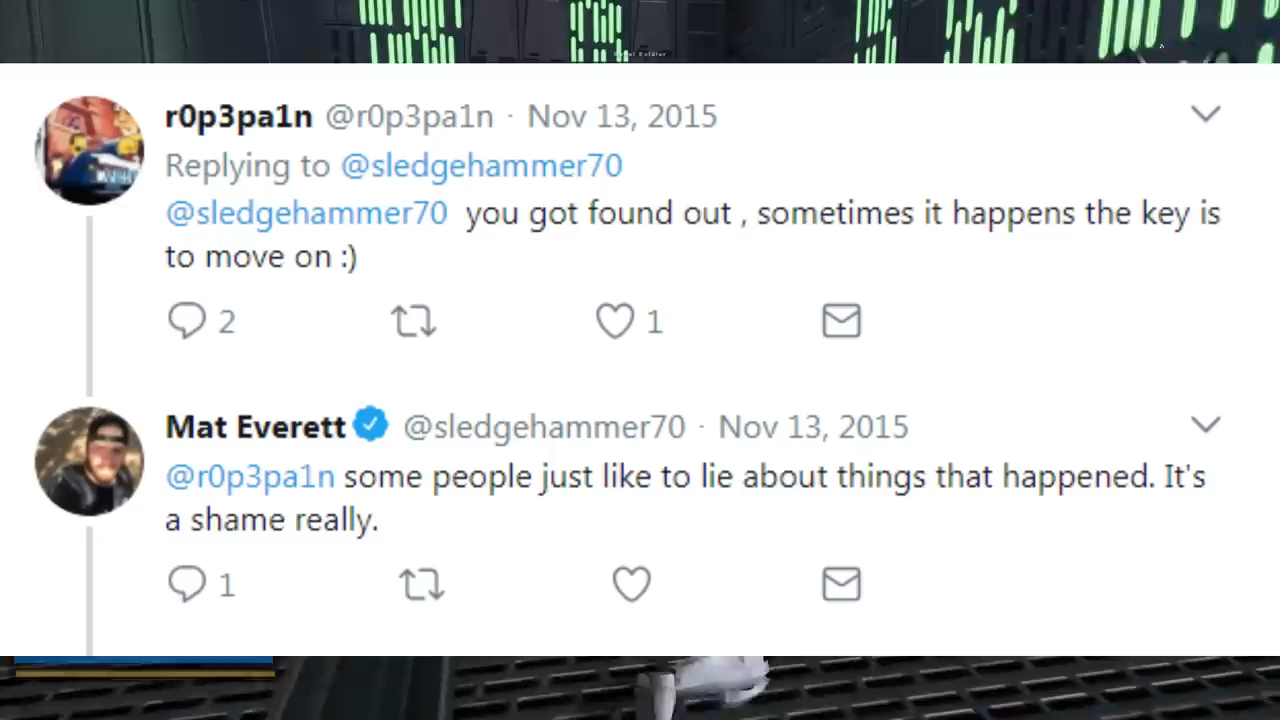 r0p3pa1n @r0p3pa1n · Nov 13, 2015
Replying to @sledgehammer70
@sledgehammer70 you got found out , sometimes it happens the key is
to move on :)
2 1
Mat Everett @sledgehammer70 · Nov 13, 2015
@r0p3pa1n some people just like to lie about things that happened. It's
a shame really.
1